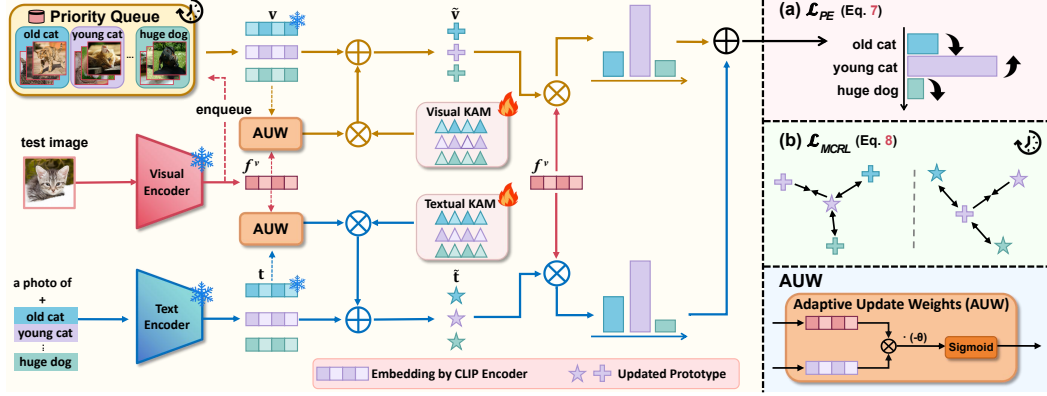 Priority Queue
old cat
young cat
...
huge dog
enqueue
test image
Visual
Encoder
f^v
AUW
AUW
v
t
ṽ
t̃
Visual KAM
f^v
Textual KAM
a photo of
+
old cat
young cat
⋮
huge dog
Text
Encoder
Embedding by CLIP Encoder
Updated Prototype
(a) ℒ_PE (Eq. 7)
old cat
young cat
huge dog
(b) ℒ_MCRL (Eq. 8)
AUW
Adaptive Update Weights (AUW)
· (-θ)
Sigmoid